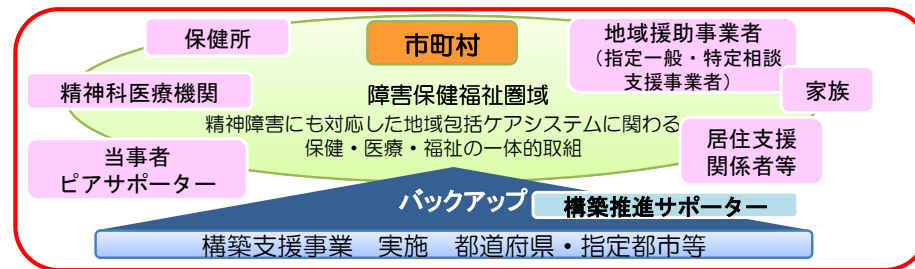 保健所
市町村
地域援助事業者
（指定一般・特定相談
支援事業者）
精神科医療機関
障害保健福祉圏域
家族
精神障害にも対応した地域包括ケアシステムに関わる
保健・医療・福祉の一体的取組
当事者
ピアサポーター
居住支援
関係者等
バックアップ
構築推進サポーター
構築支援事業　実施　都道府県・指定都市等